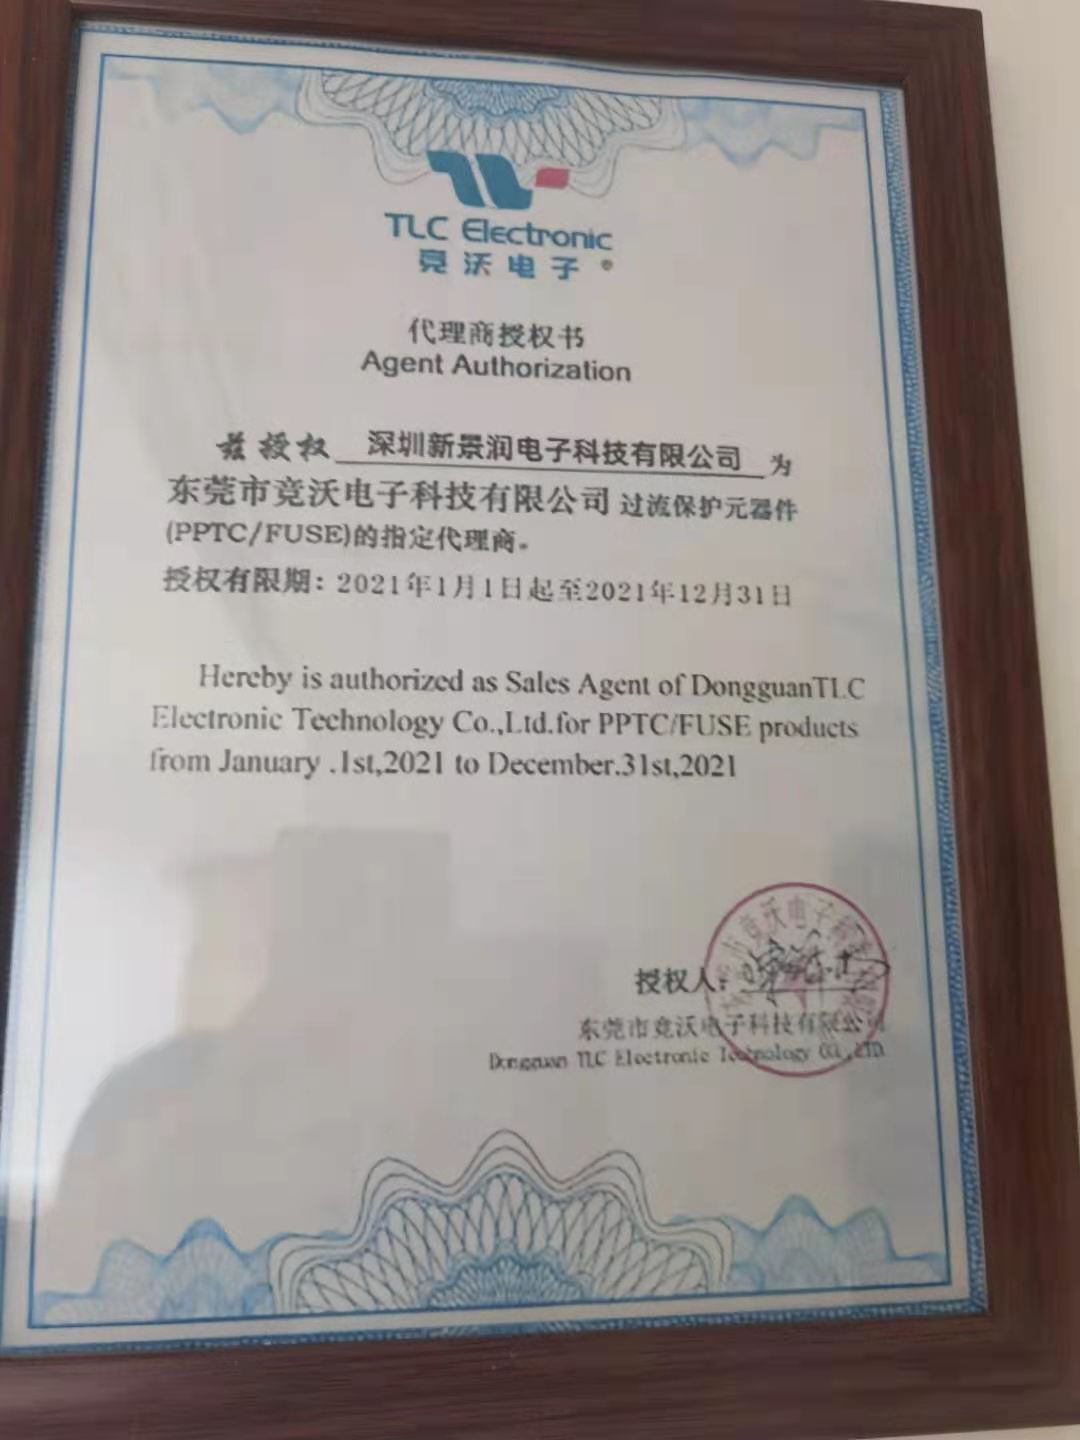 TLC Electronic
竞沃电子®
代理商授权书
Agent Authorization
兹授权 深圳新景润电子科技有限公司 为
东莞市竞沃电子科技有限公司 过流保护元器件
(PPTC/FUSE)的指定代理商。
授权有限期：2021年1月1日起至2021年12月31日
Hereby is authorized as Sales Agent of DongguanTLC
Electronic Technology Co.,Ltd.for PPTC/FUSE products
from January .1st,2021 to December.31st,2021
授权人：
东莞市竞沃电子科技有限公司
Dongguan TLC Electronic Technology CO.,LTD.